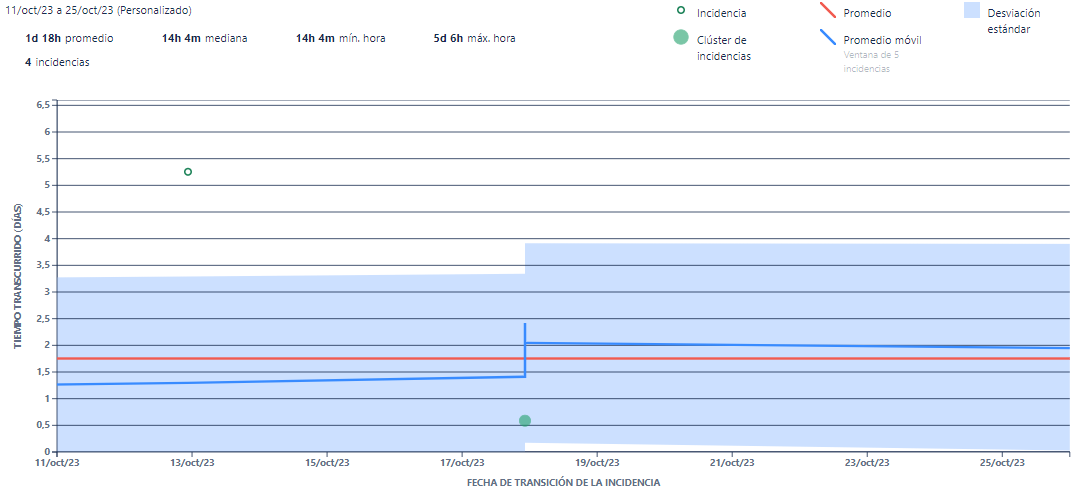 11/oct/23 a 25/oct/23 (Personalizado)
1d 18h promedio
14h 4m mediana
14h 4m mín. hora
5d 6h máx. hora
4 incidencias
Incidencia
Clúster de
incidencias
Promedio
Promedio móvil
Ventana de 5
incidencias
Desviación
estándar
TIEMPO TRANSCURRIDO (DÍAS)
6,5
6
5,5
5
4,5
4
3,5
3
2,5
2
1,5
1
0,5
0
11/oct/23
13/oct/23
15/oct/23
17/oct/23
19/oct/23
21/oct/23
23/oct/23
25/oct/23
FECHA DE TRANSICIÓN DE LA INCIDENCIA